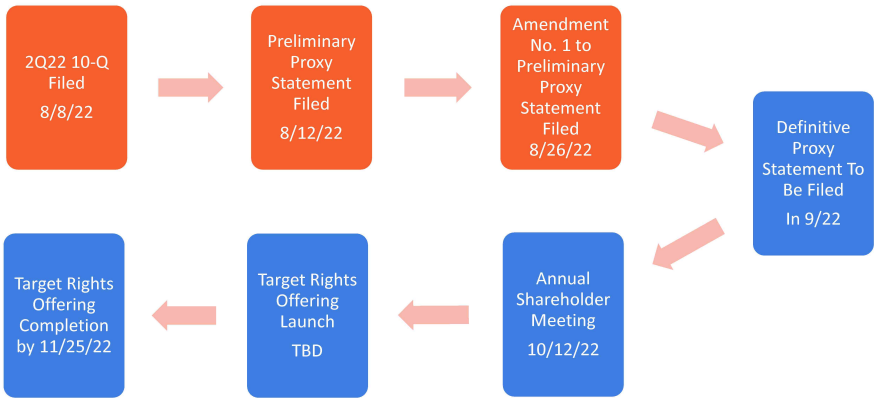 2Q22 10-Q
Filed
8/8/22
Preliminary
Proxy
Statement
Filed
8/12/22
Amendment
No. 1 to
Preliminary
Proxy
Statement
Filed
8/26/22
Definitive
Proxy
Statement To
Be Filed
In 9/22
Annual
Shareholder
Meeting
10/12/22
Target Rights
Offering
Launch
TBD
Target Rights
Offering
Completion
by 11/25/22